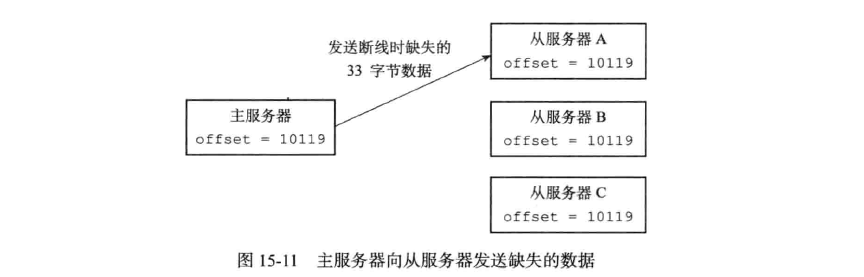 发送断线时缺失的
33 字节数据
主服务器
offset = 10119
从服务器 A
offset = 10119
从服务器 B
offset = 10119
从服务器 C
offset = 10119
图 15-11 主服务器向从服务器发送缺失的数据